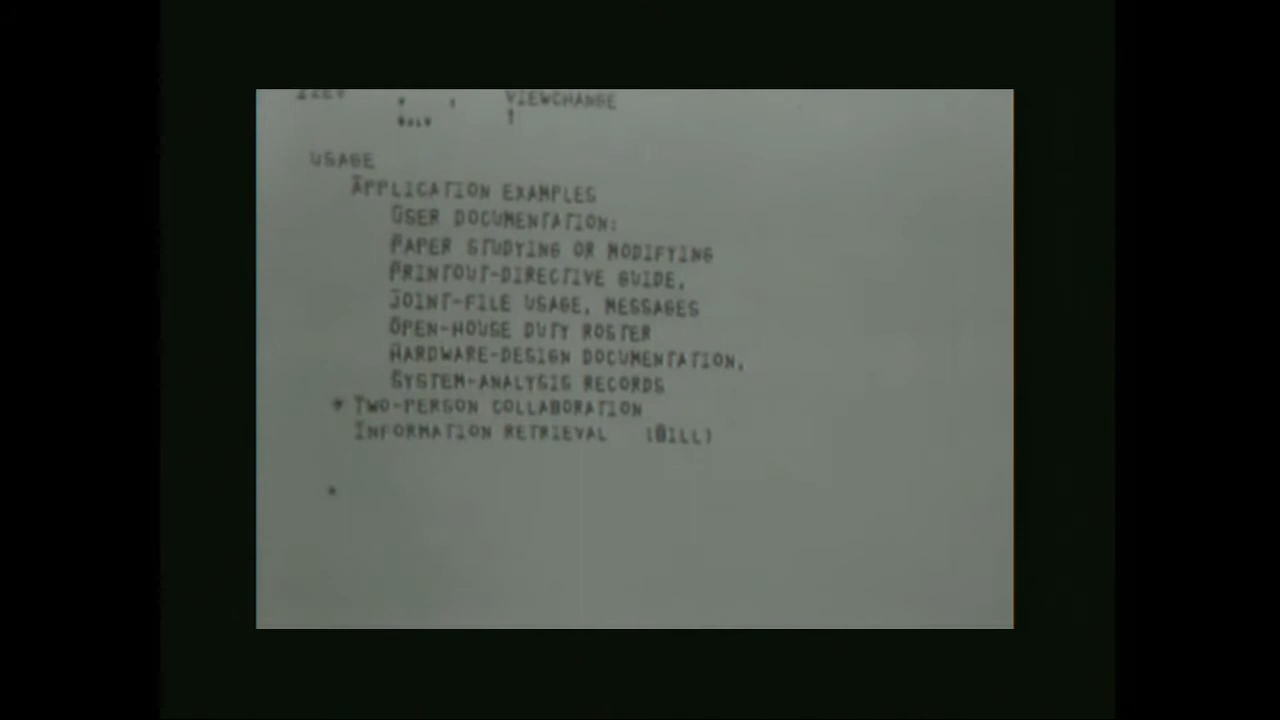 VIEWCHANGE
USAGE
APPLICATION EXAMPLES
USER DOCUMENTATION:
PAPER STUDYING OR MODIFYING
PRINTOUT-DIRECTIVE GUIDE,
JOINT-FILE USAGE, MESSAGES
OPEN-HOUSE DUTY ROSTER
HARDWARE-DESIGN DOCUMENTATION,
SYSTEM-ANALYSIS RECORDS
* TWO-PERSON COLLABORATION
INFORMATION RETRIEVAL (BILL)